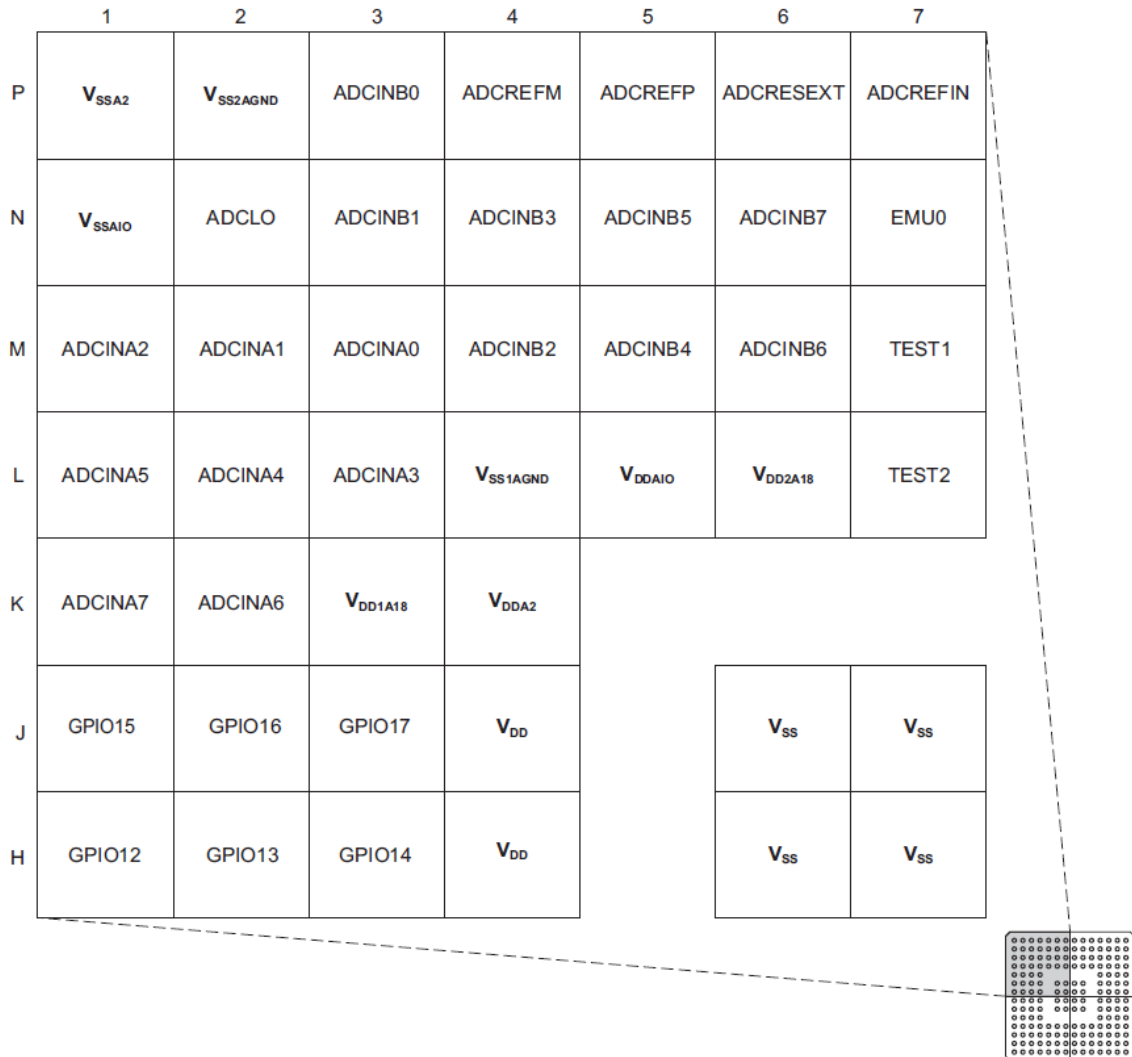 1 2 3 4 5 6 7
P VSSA2 VSS2AGND ADCINB0 ADCREFM ADCREFP ADCRESEXT ADCREFIN
N VSSAIO ADCLO ADCINB1 ADCINB3 ADCINB5 ADCINB7 EMU0
M ADCINA2 ADCINA1 ADCINA0 ADCINB2 ADCINB4 ADCINB6 TEST1
L ADCINA5 ADCINA4 ADCINA3 VSS1AGND VDDAIO VDD2A18 TEST2
K ADCINA7 ADCINA6 VDD1A18 VDDA2
J GPIO15 GPIO16 GPIO17 VDD VSS VSS
H GPIO12 GPIO13 GPIO14 VDD VSS VSS